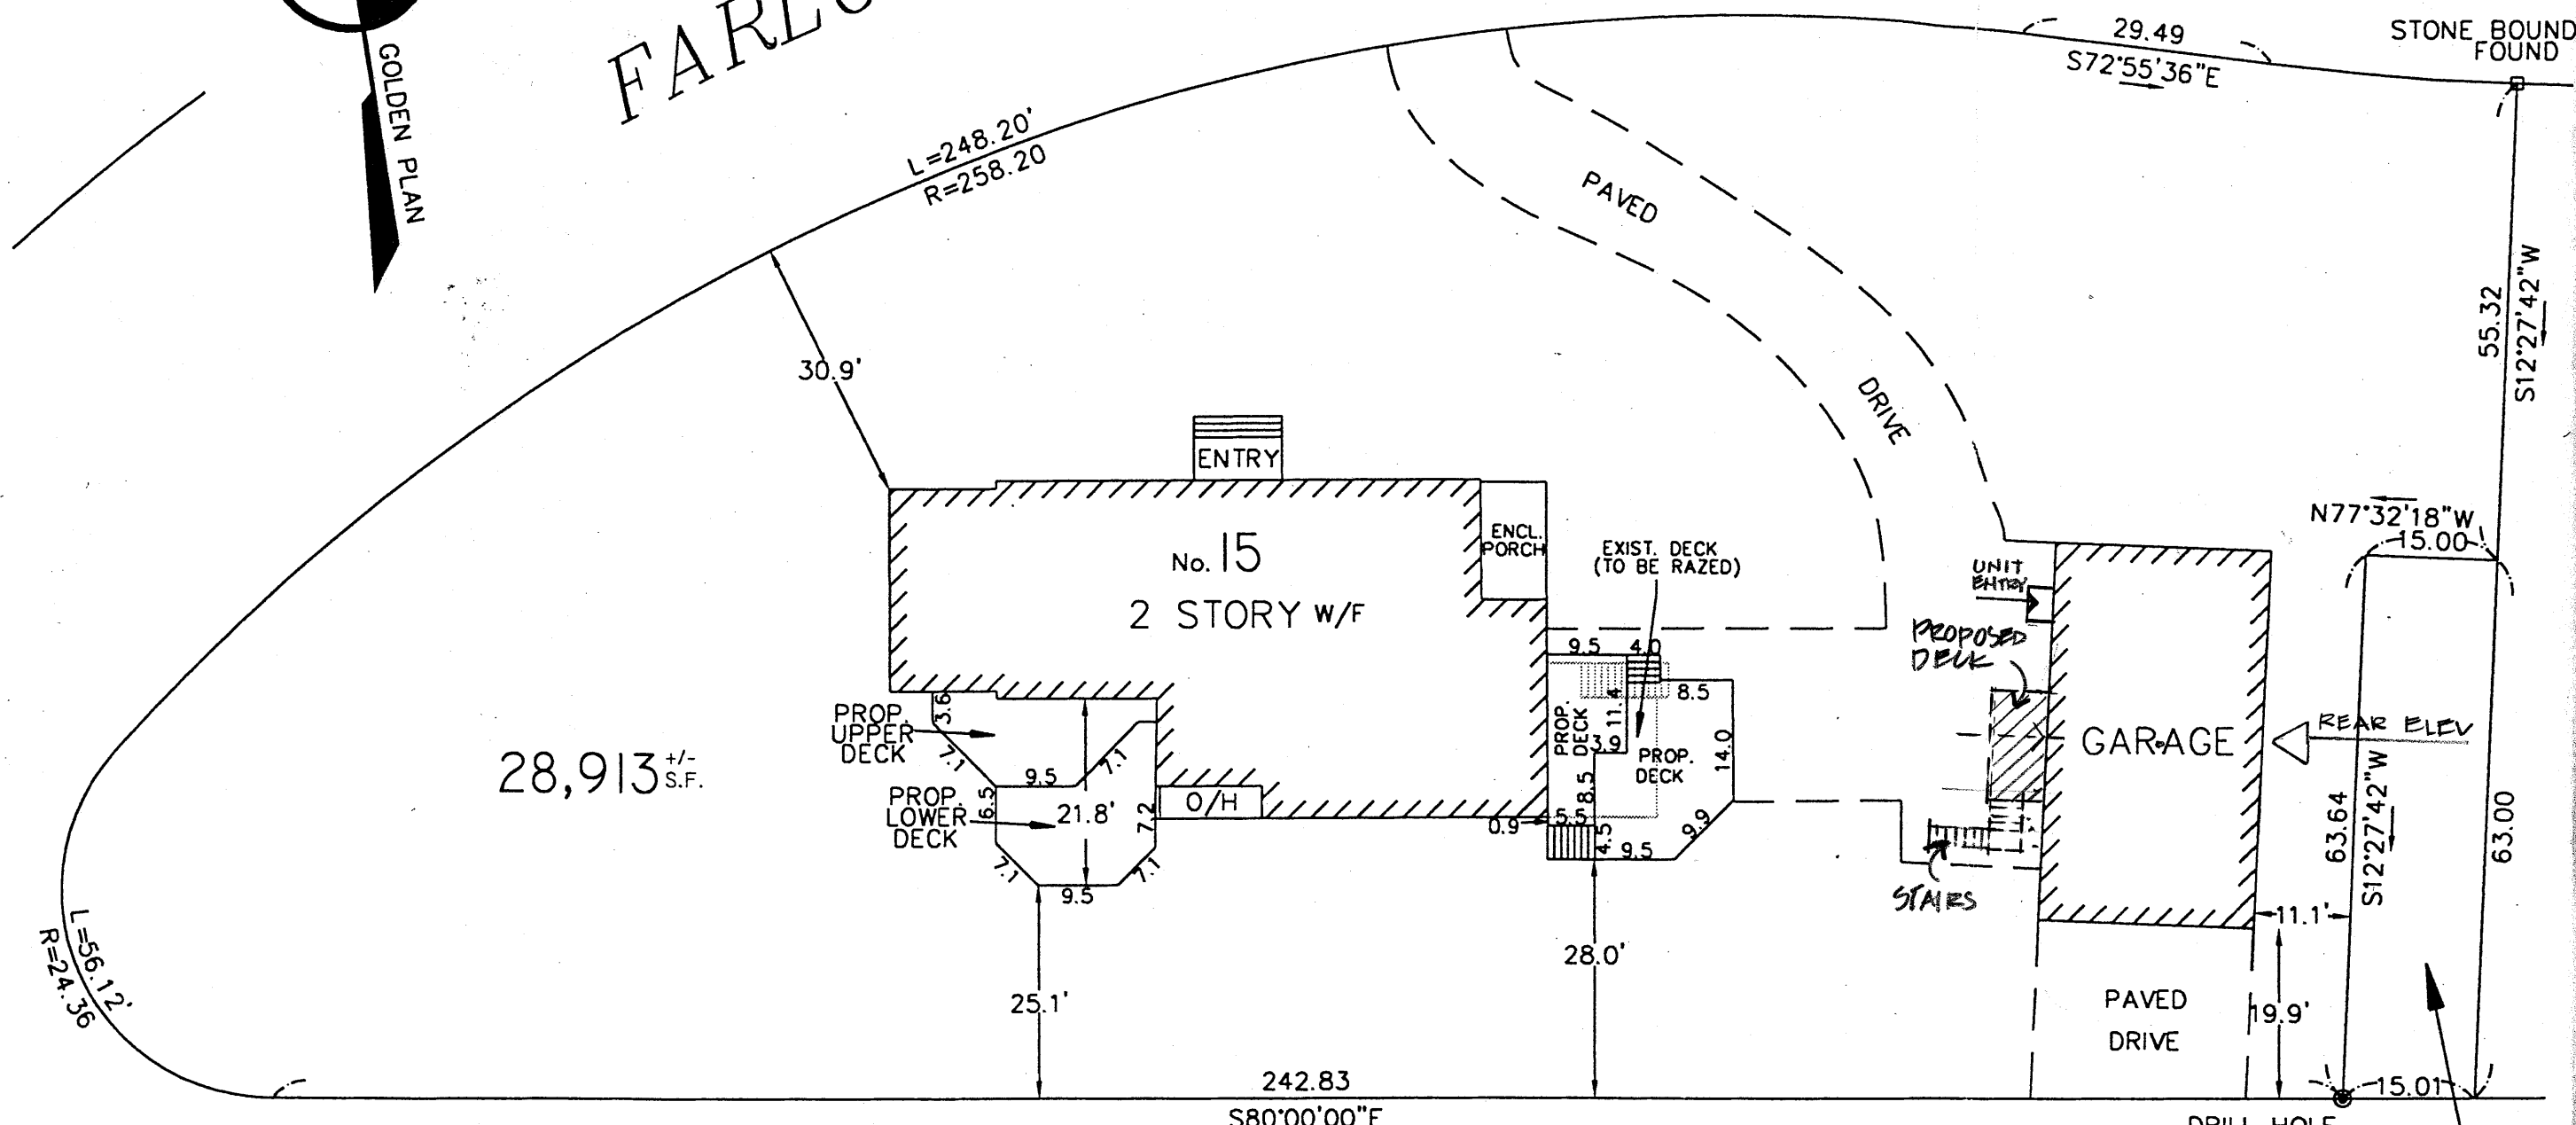 GOLDEN PLAN
L=248.20'
R=258.20
29.49
S72°55'36"E
STONE BOUND
FOUND
PAVED
DRIVE
55.32
S12°27'42"W
30.9'
ENTRY
No. 15
2 STORY W/F
ENCL.
PORCH
EXIST. DECK
(TO BE RAZED)
N77°32'18"W
15.00
UNIT
ENTRY
PROPOSED
DECK
GARAGE
REAR ELEV
9.5
4.0
8.5
11.4
3.9
PROP.
DECK
PROP.
DECK
14.0
8.5
5.5
4.5
9.5
9.9
0.9
PROP.
UPPER
DECK
3.6
7.1
9.5
7.1
PROP.
LOWER
DECK
6.5
21.8'
7.2
O/H
7.1
9.5
7.1
28,913 +/-
S.F.
STAIRS
63.64
S12°27'42"W
63.00
11.1'
L=56.12'
R=24.36
25.1'
28.0'
PAVED
DRIVE
19.9'
242.83
S80°00'00"E
15.01
DRILL HOLE